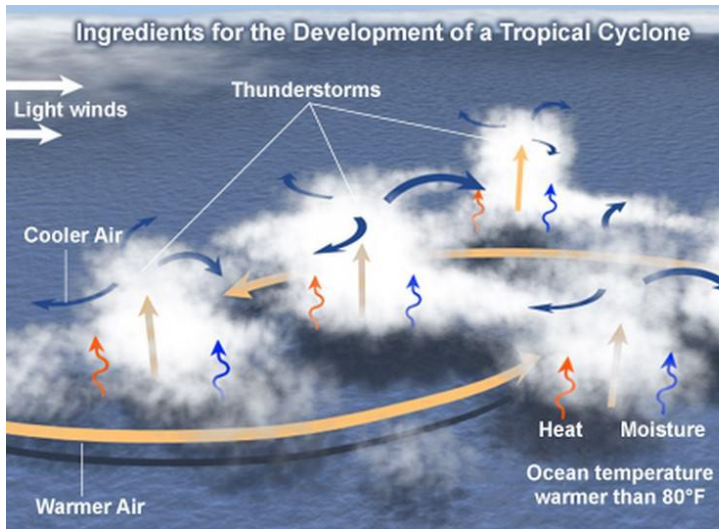 Ingredients for the Development of a Tropical Cyclone
Light winds
Thunderstorms
Cooler Air
Heat
Moisture
Ocean temperature
warmer than 80°F
Warmer Air